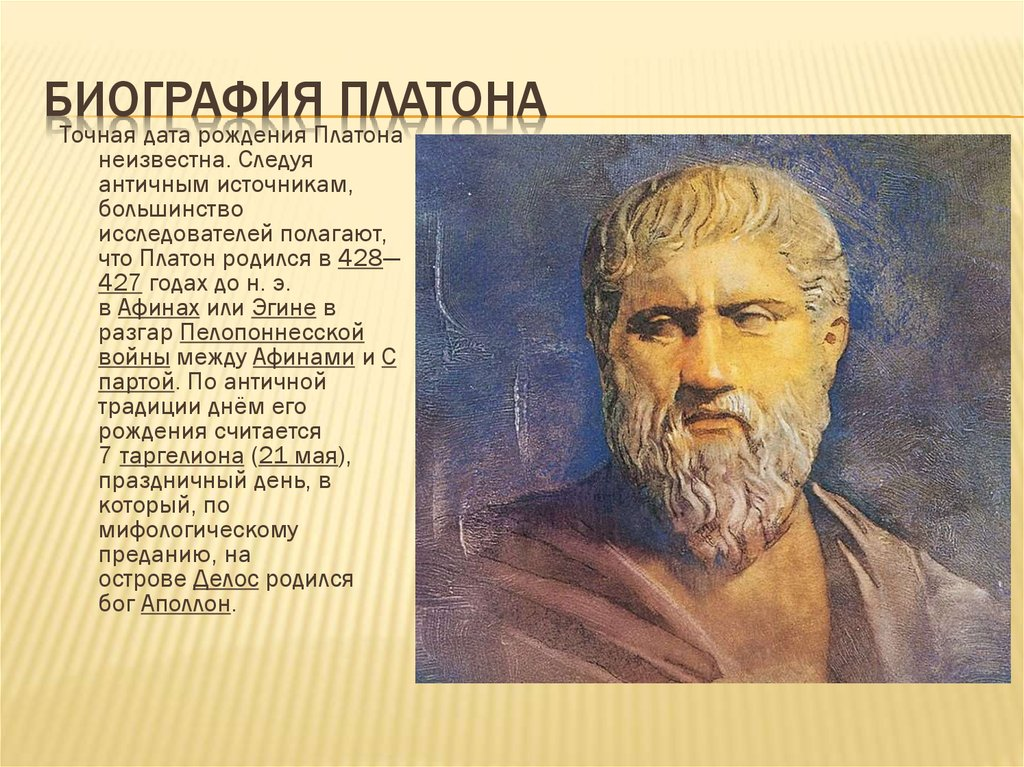 БИОГРАФИЯ ПЛАТОНА
Точная дата рождения Платона
неизвестна. Следуя
античным источникам,
большинство
исследователей полагают,
что Платон родился в 428—
427 годах до н. э.
в Афинах или Эгине в
разгар Пелопоннесской
войны между Афинами и С
партой. По античной
традиции днём его
рождения считается
7 таргелиона (21 мая),
праздничный день, в
который, по
мифологическому
преданию, на
острове Делос родился
бог Аполлон.